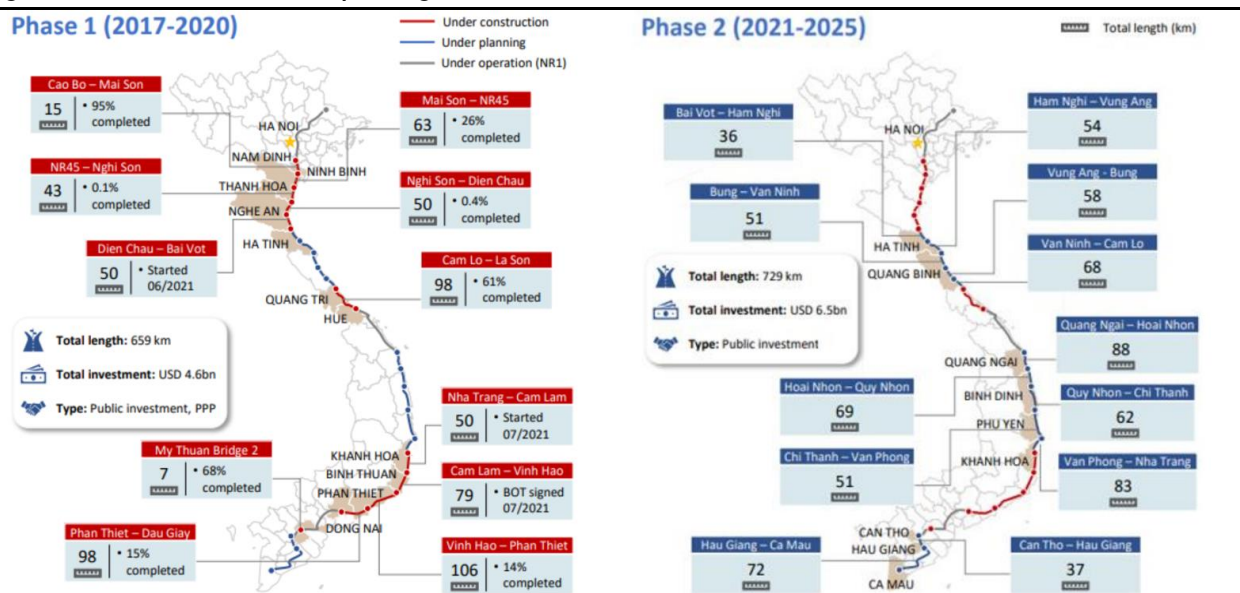 Phase 1 (2017-2020)
Under construction
Under planning
Under operation (NR1)
Cao Bo – Mai Son
15
• 95%
completed
Mai Son – NR45
63
• 26%
completed
HA NOI
NAM DINH
NINH BINH
NR45 – Nghi Son
43
• 0.1%
completed
THANH HOA
Nghi Son – Dien Chau
50
• 0.4%
completed
NGHE AN
HA TINH
Dien Chau – Bai Vot
50
• Started
06/2021
Cam Lo – La Son
98
• 61%
completed
QUANG TRI
HUE
Total length: 659 km
Total investment: USD 4.6bn
Type: Public investment, PPP
Nha Trang – Cam Lam
50
• Started
07/2021
My Thuan Bridge 2
7
• 68%
completed
KHANH HOA
BINH THUAN
PHAN THIET
DONG NAI
Cam Lam – Vinh Hao
79
• BOT signed
07/2021
Phan Thiet – Dau Giay
98
• 15%
completed
Vinh Hao – Phan Thiet
106
• 14%
completed
Phase 2 (2021-2025)
Total length (km)
Bai Vot – Ham Nghi
36
Ham Nghi – Vung Ang
54
HA NOI
Vung Ang - Bung
58
Bung – Van Ninh
51
Van Ninh – Cam Lo
68
HA TINH
QUANG BINH
Total length: 729 km
Total investment: USD 6.5bn
Type: Public investment
Quang Ngai – Hoai Nhon
88
QUANG NGAI
Hoai Nhon – Quy Nhon
69
BINH DINH
Quy Nhon – Chi Thanh
62
PHU YEN
Chi Thanh – Van Phong
51
KHANH HOA
Van Phong – Nha Trang
83
CAN THO
HAU GIANG
CA MAU
Hau Giang – Ca Mau
72
Can Tho – Hau Giang
37